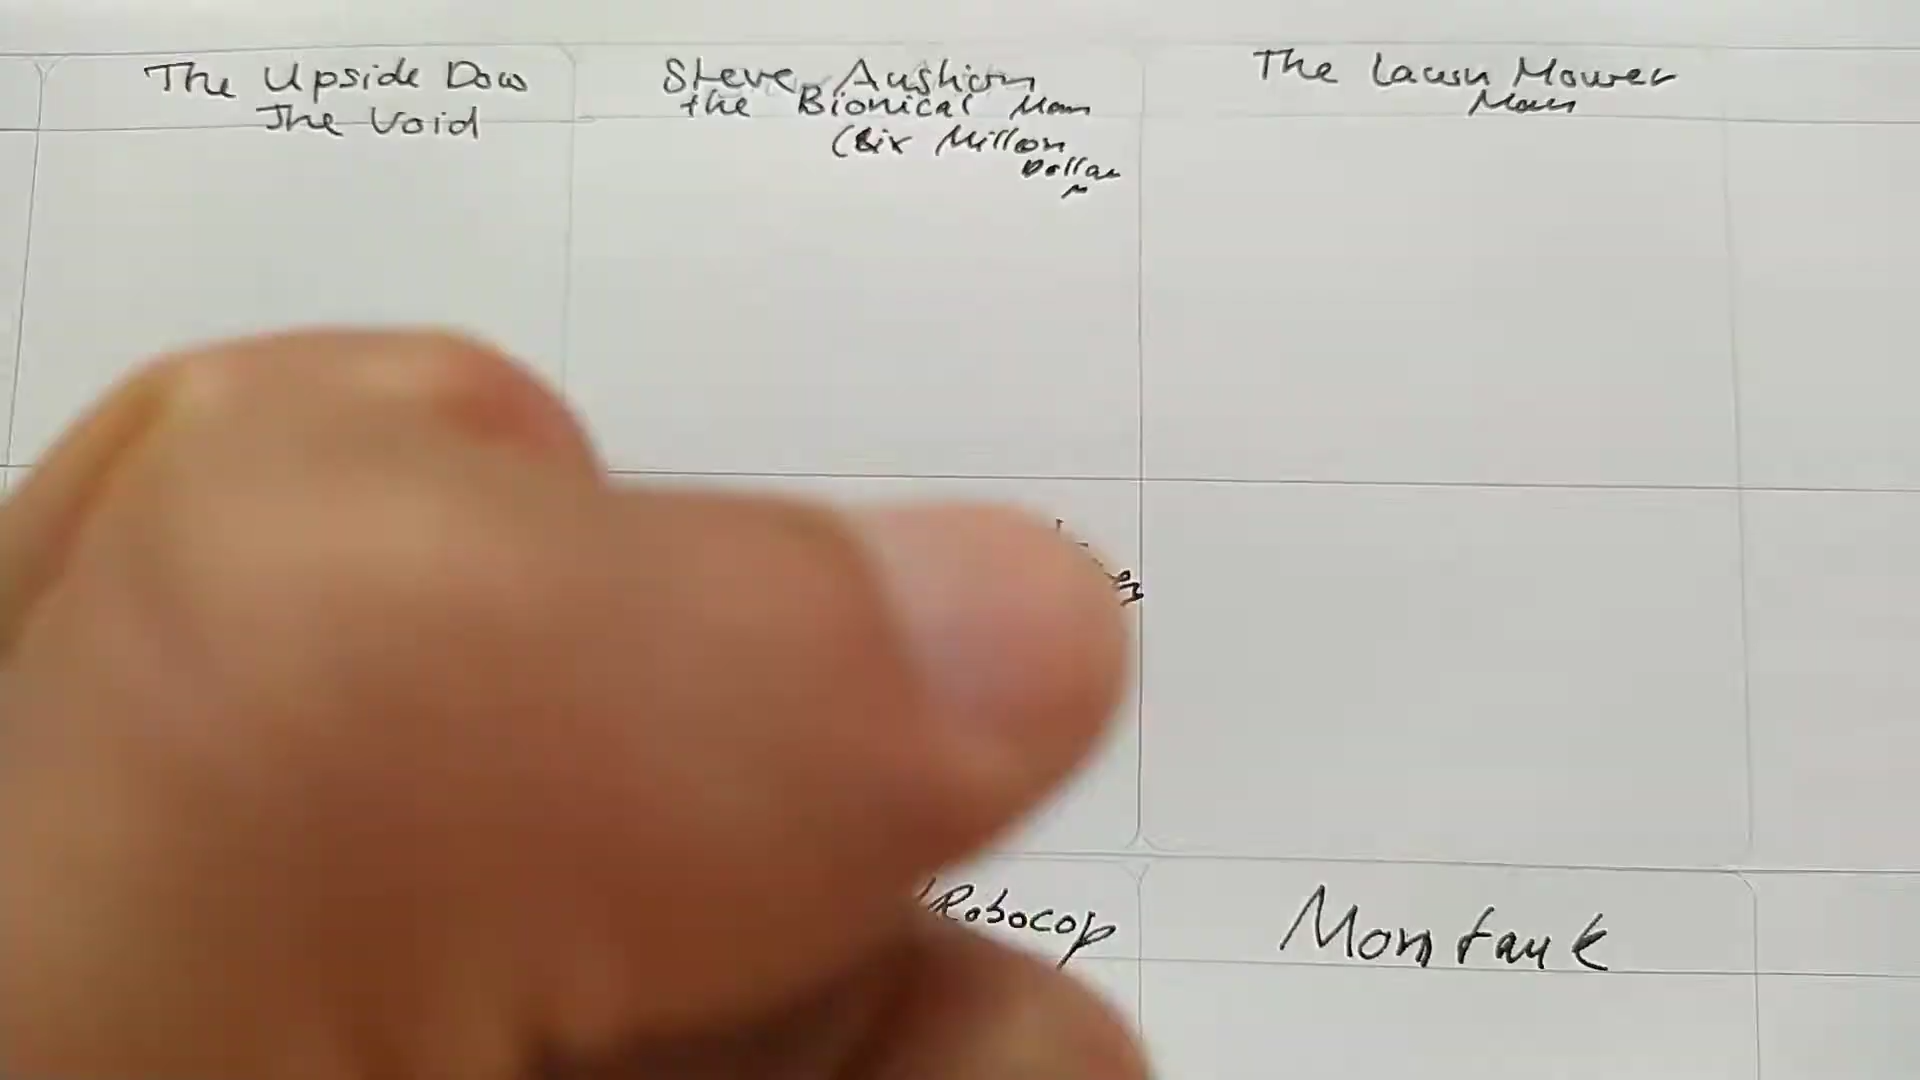 The Upside Dow
The Void
Steve Aushion
the Bionical Man
(Six Millon
Dollar
The Lawn Mower
Man
Robocop
Montauk